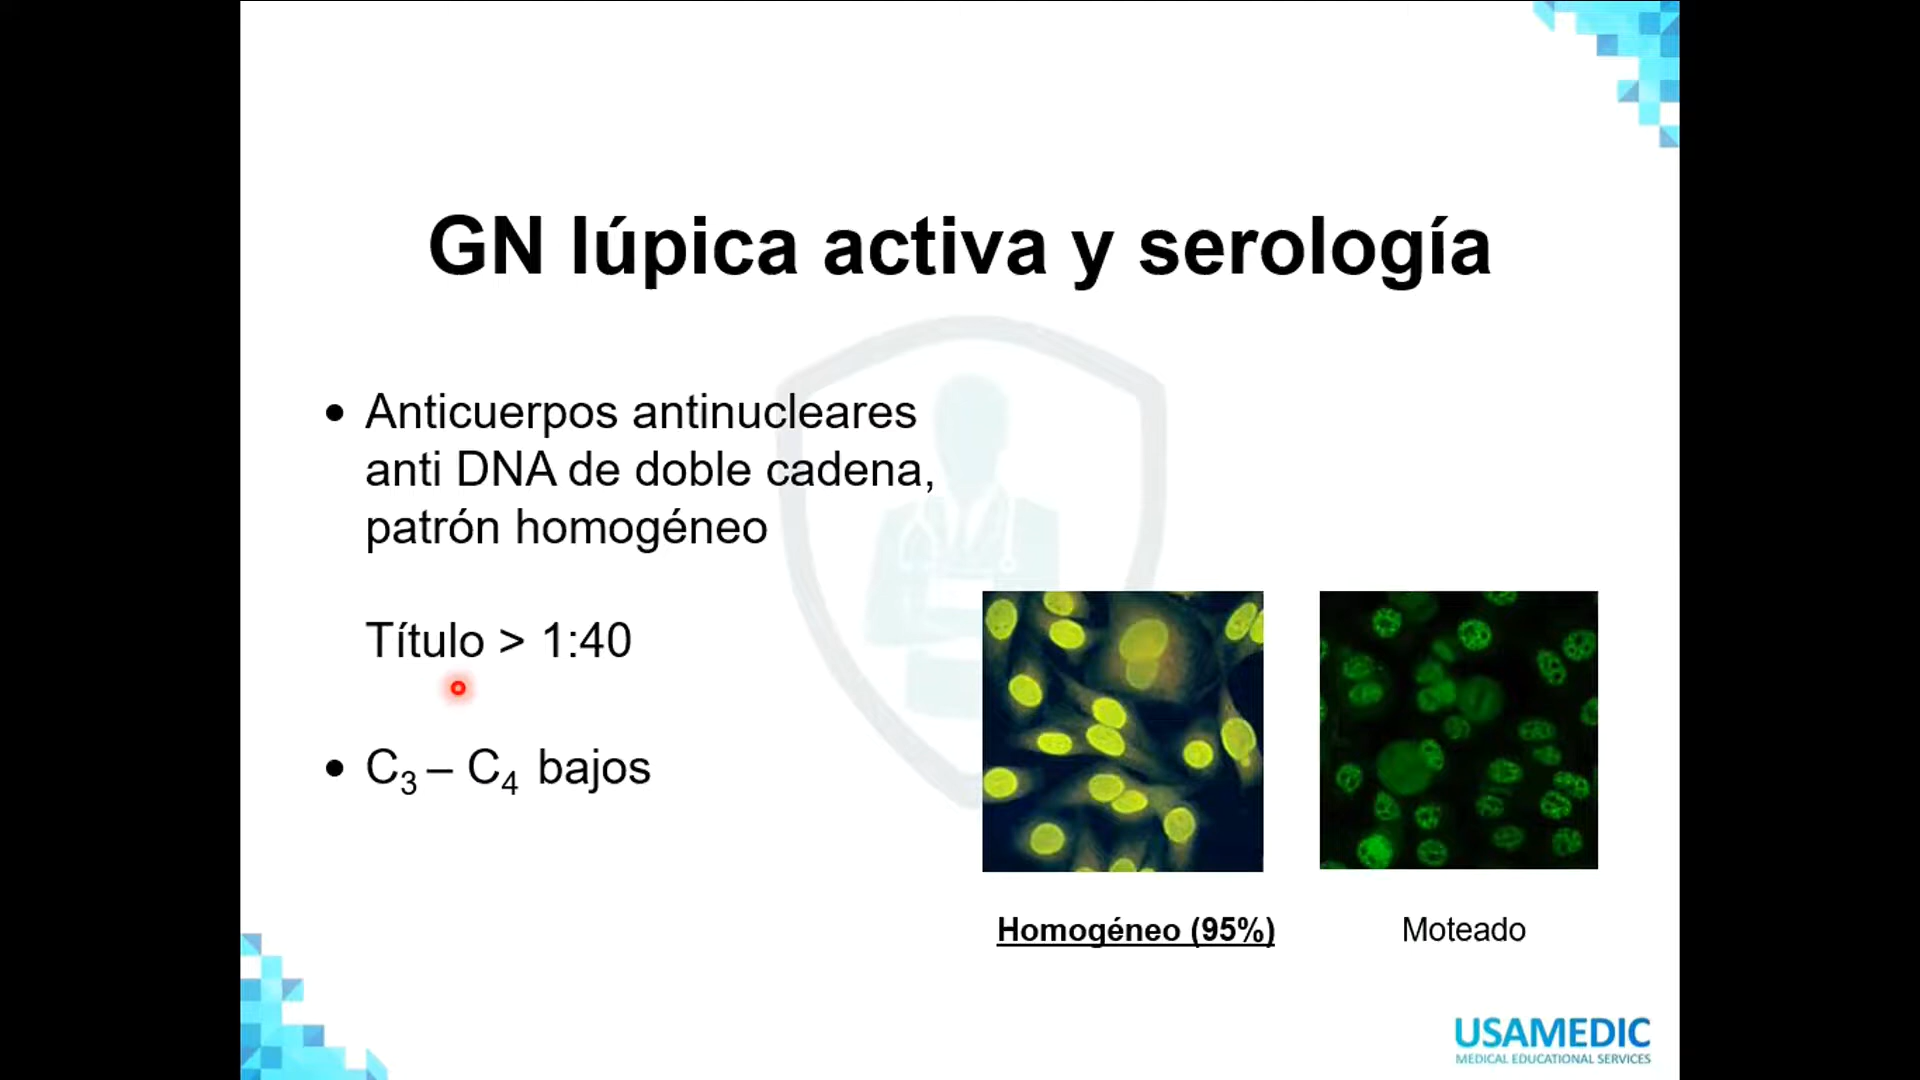 GN lúpica activa y serología
• Anticuerpos antinucleares
anti DNA de doble cadena,
patrón homogéneo
Título > 1:40
• C₃ – C₄ bajos
Homogéneo (95%)
Moteado
USAMEDIC
MEDICAL EDUCATIONAL SERVICES